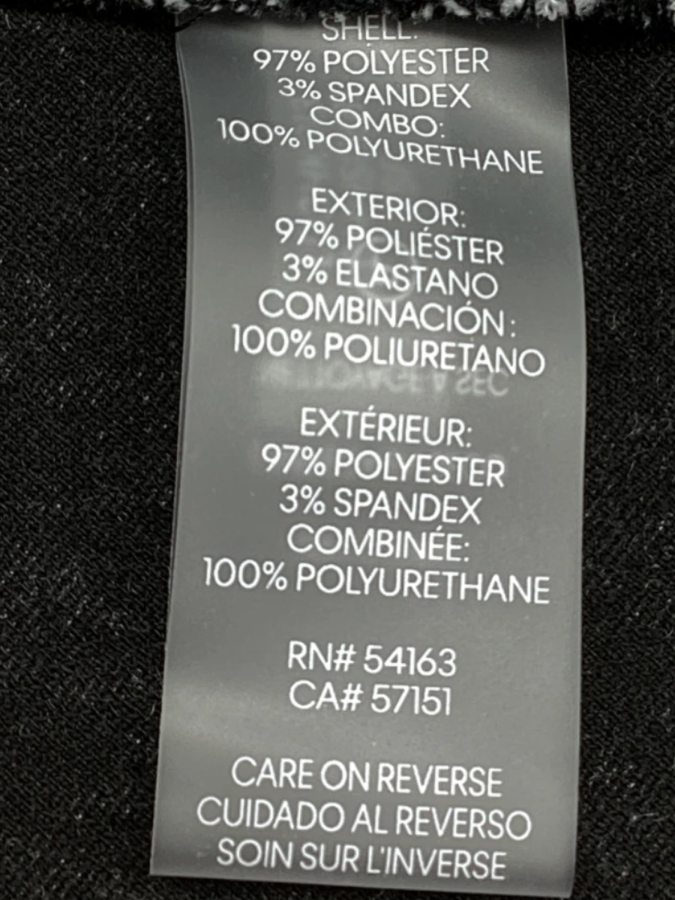 SHELL:
97% POLYESTER
3% SPANDEX
COMBO:
100% POLYURETHANE
EXTERIOR:
97% POLIÉSTER
3% ELASTANO
COMBINACIÓN:
100% POLIURETANO
EXTÉRIEUR:
97% POLYESTER
3% SPANDEX
COMBINÉE:
100% POLYURETHANE
RN# 54163
CA# 57151
CARE ON REVERSE
CUIDADO AL REVERSO
SOIN SUR L'INVERSE